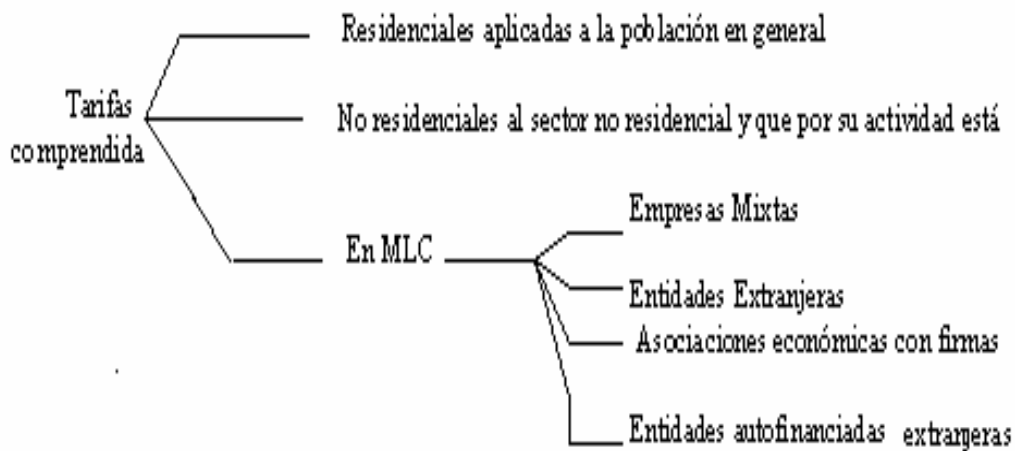 Residenciales aplicadas a la población en general
Tarifas
comprendida
No residenciales al sector no residencial y que por su actividad está
En MLC
Empresas Mixtas
Entidades Extranjeras
Asociaciones económicas con firmas
Entidades autofinanciadas extranjeras